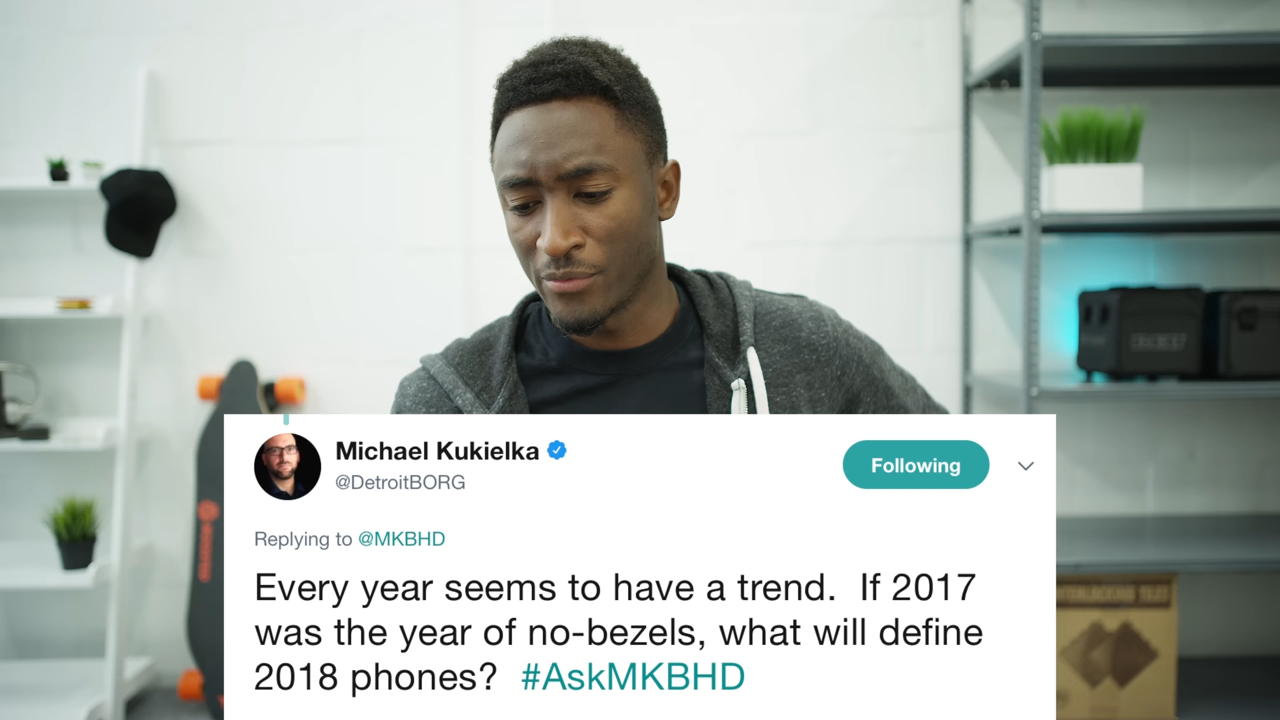 Michael Kukielka
@DetroitBORG
Following
Replying to @MKBHD
Every year seems to have a trend.  If 2017
was the year of no-bezels, what will define
2018 phones?  #AskMKBHD